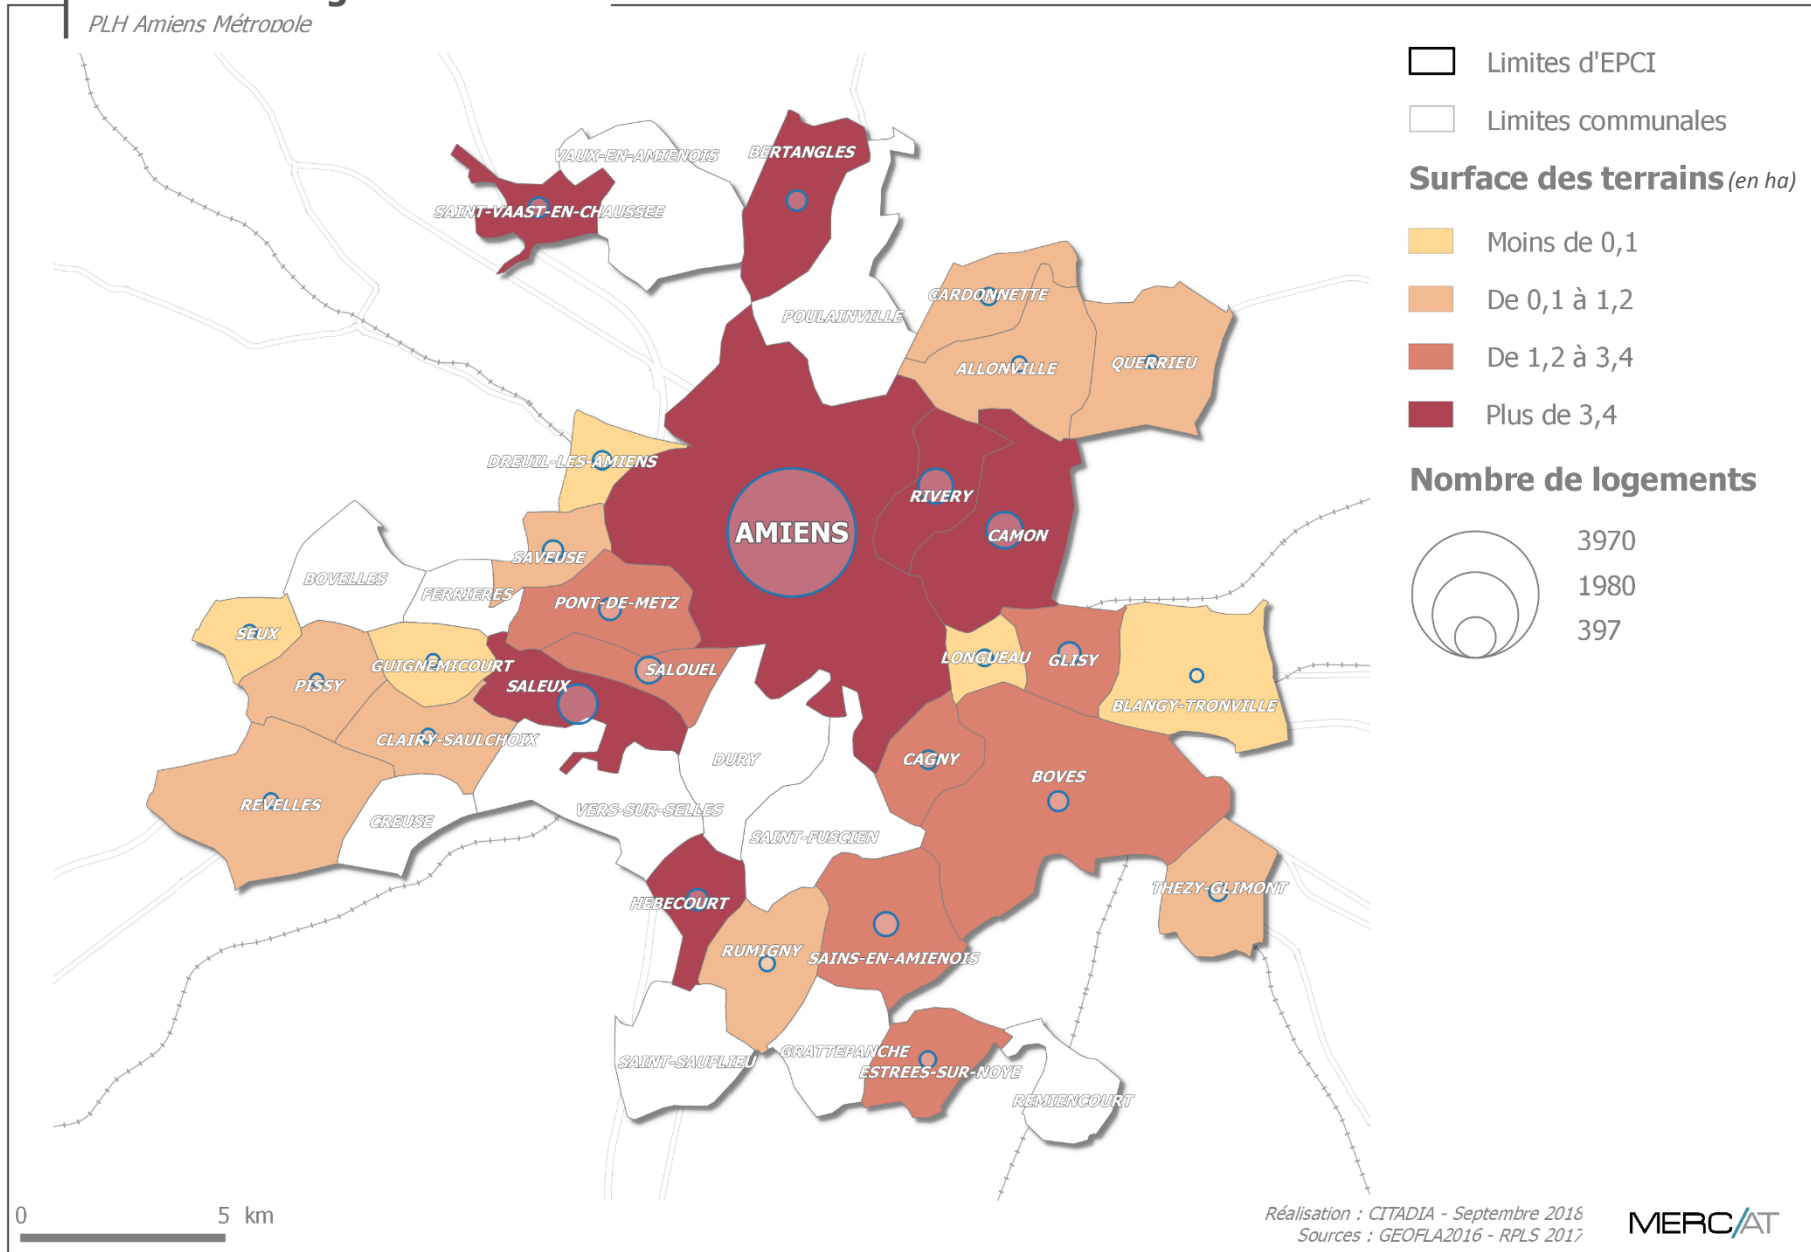 PLH Amiens Métropole
Limites d'EPCI
Limites communales
Surface des terrains (en ha)
Moins de 0,1
De 0,1 à 1,2
De 1,2 à 3,4
Plus de 3,4
Nombre de logements
3970
1980
397
VAUX-EN-AMIENOIS
BERTANGLES
SAINT-VAAST-EN-CHAUSSEE
CARDONNETTE
POULAINVILLE
ALLONVILLE
QUERRIEU
DREUIL-LES-AMIENS
RIVERY
AMIENS
CAMON
SAVEUSE
BOVELLES
FERRIERES
PONT-DE-METZ
SEUX
GUIGNEMICOURT
SALOUEL
LONGUEAU
GLISY
PISSY
SALEUX
BLANGY-TRONVILLE
CLAIRY-SAULCHOIX
DURY
CAGNY
BOVES
REVELLES
CREUSE
VERS-SUR-SELLES
SAINT-FUSCIEN
THEZY-GLIMONT
HEBECOURT
RUMIGNY
SAINS-EN-AMIENOIS
SAINT-SAUFLIEU
GRATTEPANCHE
ESTREES-SUR-NOYE
REMIENCOURT
0 5 km
Réalisation : CITADIA - Septembre 2018
Sources : GEOFLA2016 - RPLS 2017
MERC/AT